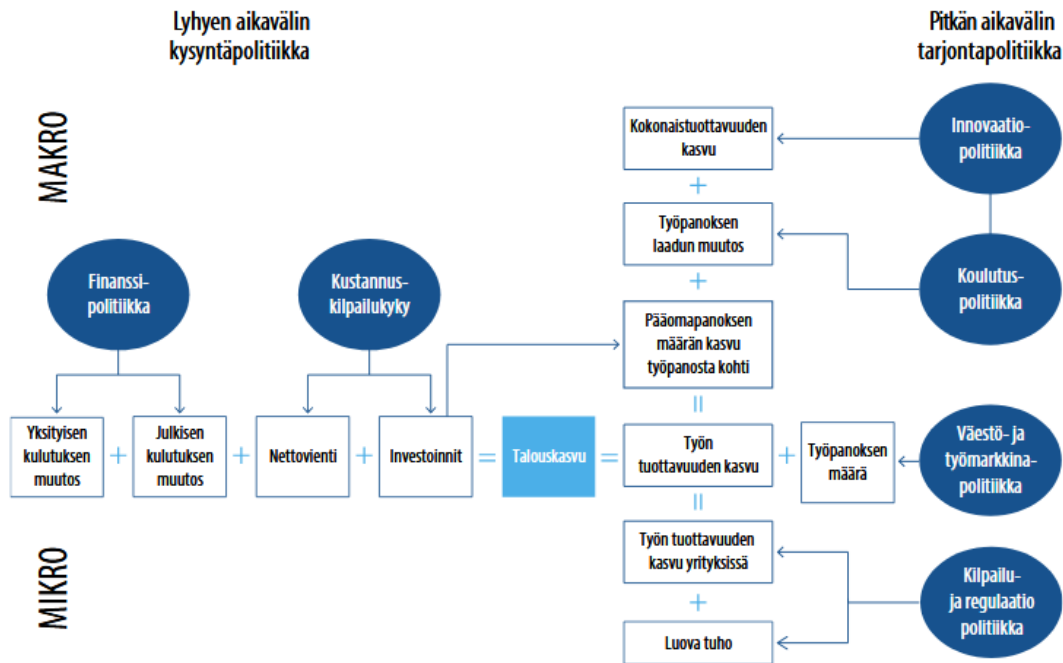 Lyhyen aikavälin
kysyntäpolitiikka
Pitkän aikavälin
tarjontapolitiikka
MAKRO
Kokonaistuottavuuden
kasvu
Innovaatio-
politiikka
+
Työpanoksen
laadun muutos
Koulutus-
politiikka
+
Finanssi-
politiikka
Kustannus-
kilpailukyky
Pääomapanoksen
määrän kasvu
työpanosta kohti
=
Yksityisen
kulutuksen
muutos
+
Julkisen
kulutuksen
muutos
+
Nettovienti
+
Investoinnit
=
Talouskasvu
=
Työn
tuottavuuden kasvu
+
Työpanoksen
määrä
Väestö- ja
työmarkkina-
politiikka
=
MIKRO
Työn tuottavuuden
kasvu yrityksissä
+
Luova tuho
Kilpailu-
ja regulaatio
politiikka